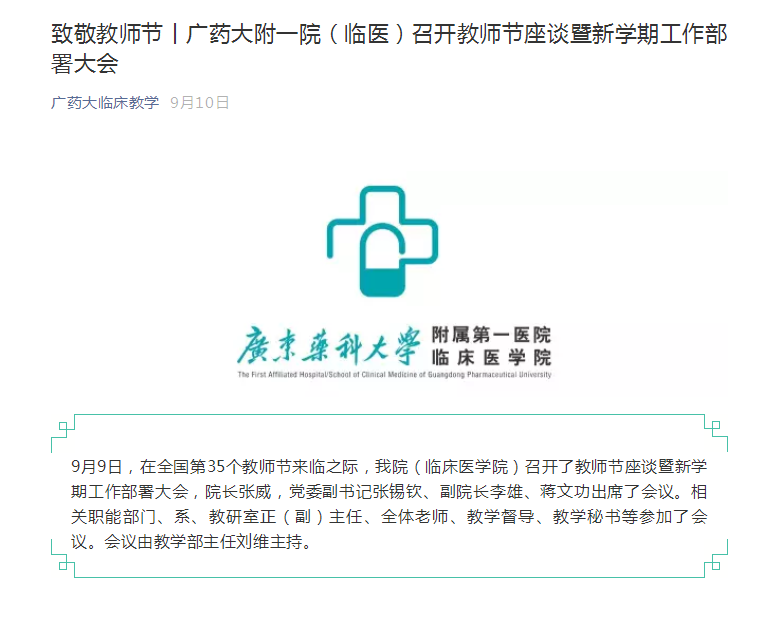 致敬教师节丨广药大附一院（临医）召开教师节座谈暨新学期工作部
署大会
广药大临床教学 9月10日
廣东药科大学 附属第一医院
临床医学院
The First Affiliated Hospital/School of Clinical Medicine of Guangdong Pharmaceutical University
9月9日，在全国第35个教师节来临之际，我院（临床医学院）召开了教师节座谈暨新学
期工作部署大会，院长张威，党委副书记张锡钦、副院长李雄、蒋文功出席了会议。相
关职能部门、系、教研室正（副）主任、全体老师、教学督导、教学秘书等参加了会
议。会议由教学部主任刘维主持。